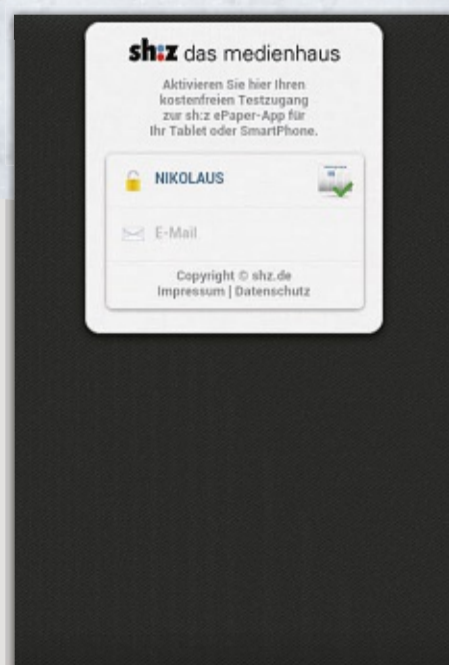 sh:z das medienhaus
Aktivieren Sie hier Ihren
kostenfreien Testzugang
zur sh:z ePaper-App für
Ihr Tablet oder SmartPhone.
NIKOLAUS
E-Mail
Copyright © shz.de
Impressum | Datenschutz